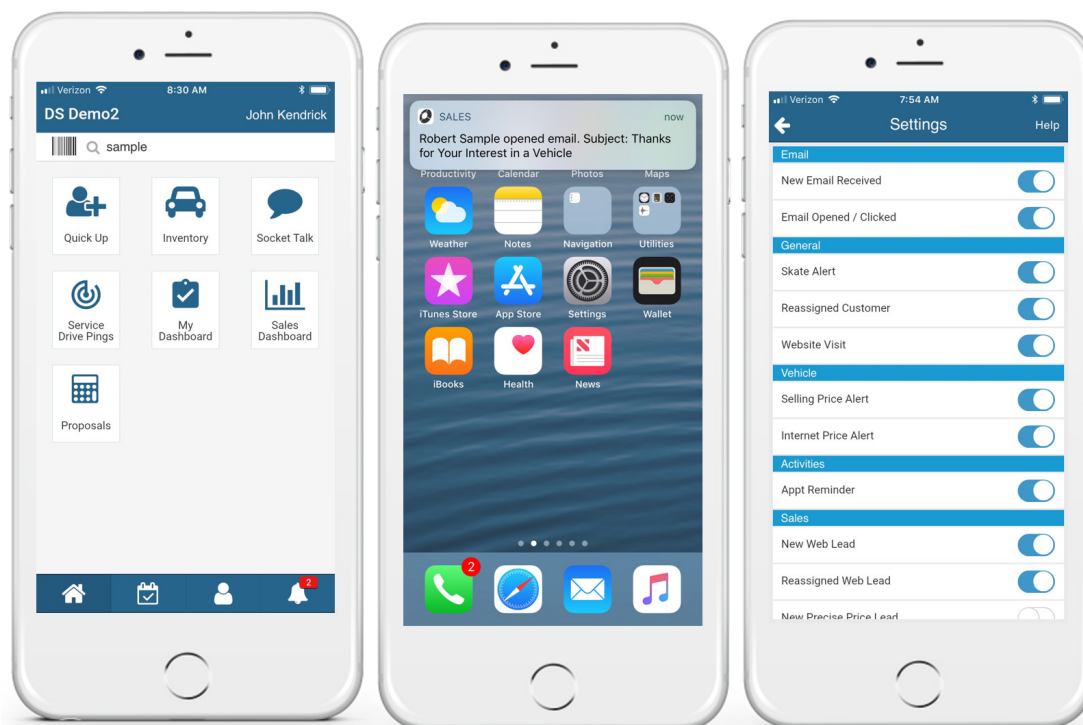 Verizon
8:30 AM
DS Demo2
John Kendrick
sample
Quick Up
Inventory
Socket Talk
Service
Drive Pings
My
Dashboard
Sales
Dashboard
Proposals
2
SALES
now
Robert Sample opened email. Subject: Thanks
for Your Interest in a Vehicle
Productivity
Calendar
Photos
Maps
Weather
Notes
Navigation
Utilities
iTunes Store
App Store
Settings
Wallet
iBooks
Health
News
2
Verizon
7:54 AM
Settings
Help
Email
New Email Received
Email Opened / Clicked
General
Skate Alert
Reassigned Customer
Website Visit
Vehicle
Selling Price Alert
Internet Price Alert
Activities
Appt Reminder
Sales
New Web Lead
Reassigned Web Lead
New Precise Price Lead